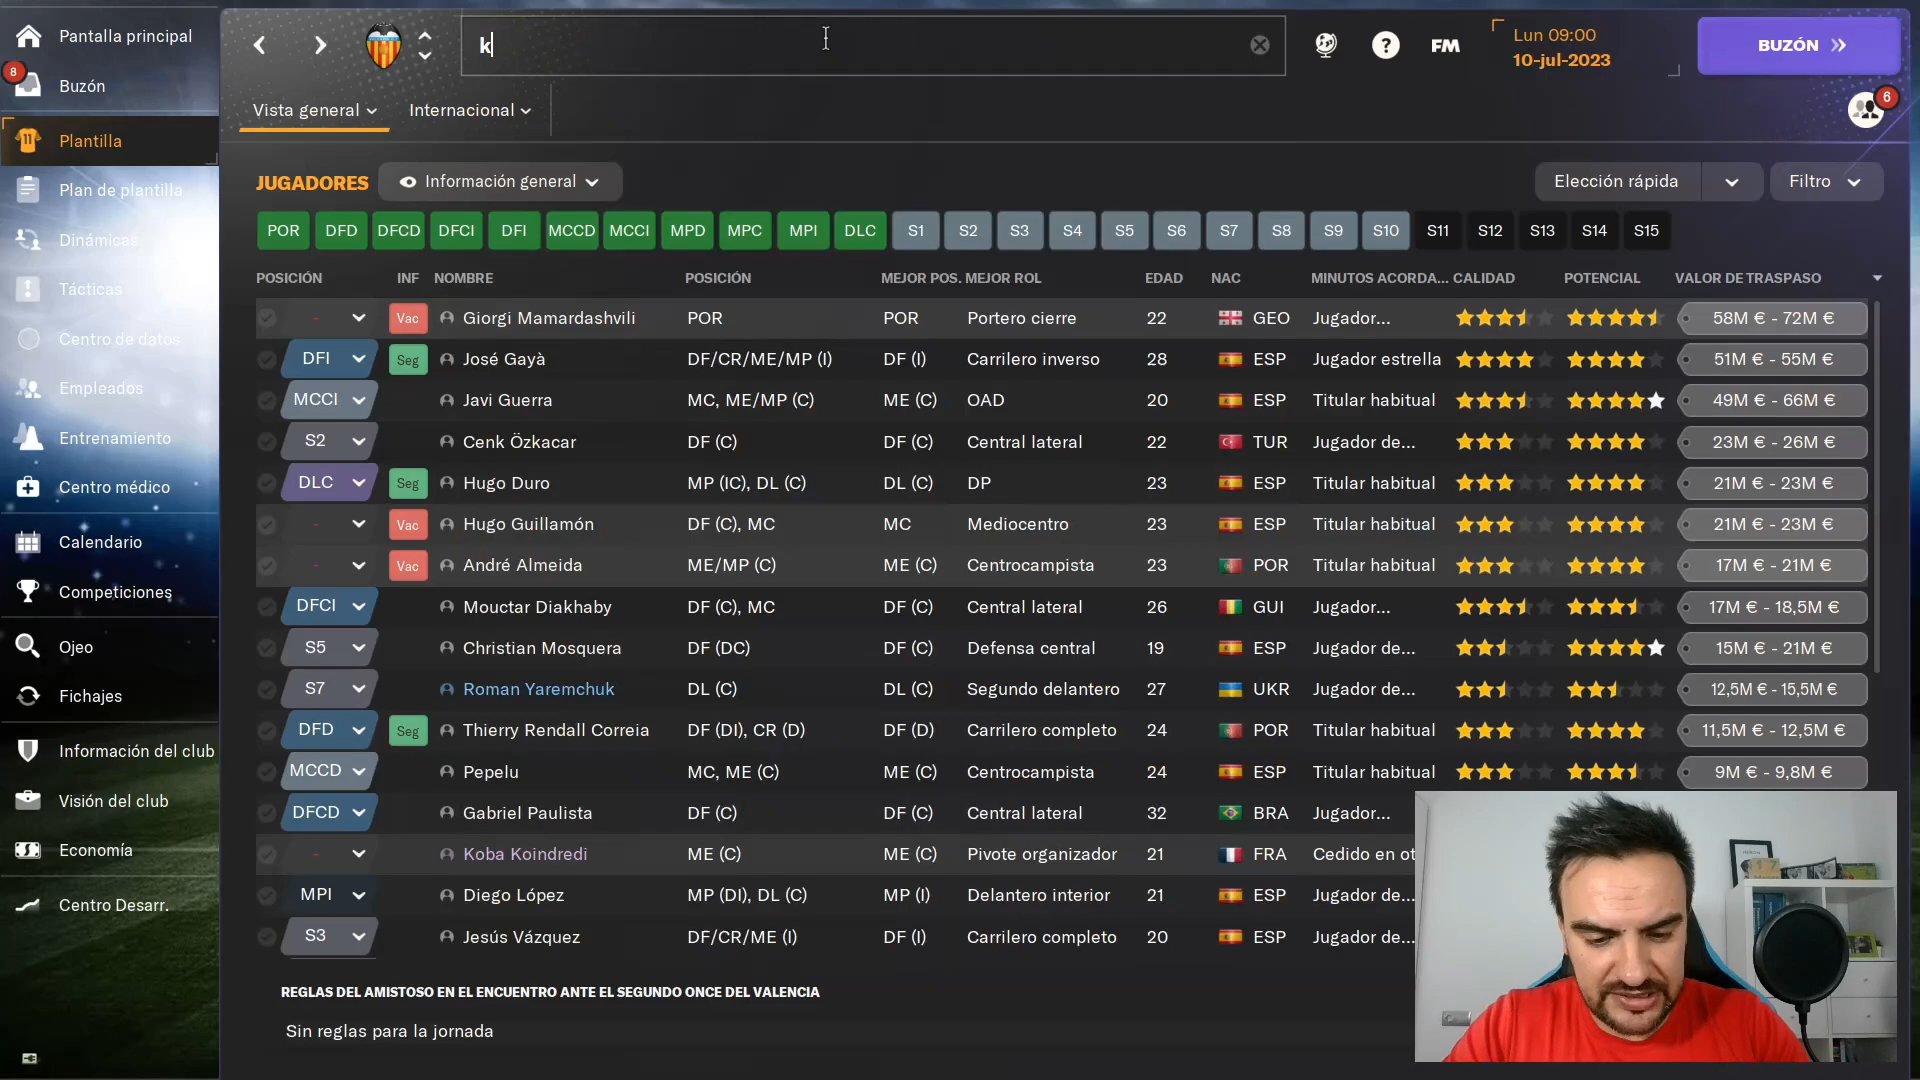 Pantalla principal
8
Buzón
Plantilla
Plan de plantilla
Dinámicas
Tácticas
Centro de datos
Empleados
Entrenamiento
Centro médico
Calendario
Competiciones
Ojeo
Fichajes
Información del club
Visión del club
Economía
Centro Desarr.
k
FM
Lun 09:00
10-jul-2023
BUZÓN
6
Vista general
Internacional
JUGADORES
Información general
Elección rápida
Filtro
POR DFD DFCD DFCI DFI MCCD MCCI MPD MPC MPI DLC S1 S2 S3 S4 S5 S6 S7 S8 S9 S10 S11 S12 S13 S14 S15
POSICIÓN INF NOMBRE POSICIÓN MEJOR POS. MEJOR ROL EDAD NAC MINUTOS ACORDA... CALIDAD POTENCIAL VALOR DE TRASPASO
- Vac Giorgi Mamardashvili POR POR Portero cierre 22 GEO Jugador... 58M € - 72M €
DFI Seg José Gayà DF/CR/ME/MP (I) DF (I) Carrilero inverso 28 ESP Jugador estrella 51M € - 55M €
MCCI Javi Guerra MC, ME/MP (C) ME (C) OAD 20 ESP Titular habitual 49M € - 66M €
S2 Cenk Özkacar DF (C) DF (C) Central lateral 22 TUR Jugador de... 23M € - 26M €
DLC Seg Hugo Duro MP (IC), DL (C) DL (C) DP 23 ESP Titular habitual 21M € - 23M €
- Vac Hugo Guillamón DF (C), MC MC Mediocentro 23 ESP Titular habitual 21M € - 23M €
- Vac André Almeida ME/MP (C) ME (C) Centrocampista 23 POR Titular habitual 17M € - 21M €
DFCI Mouctar Diakhaby DF (C), MC DF (C) Central lateral 26 GUI Jugador... 17M € - 18,5M €
S5 Christian Mosquera DF (DC) DF (C) Defensa central 19 ESP Jugador de... 15M € - 21M €
S7 Roman Yaremchuk DL (C) DL (C) Segundo delantero 27 UKR Jugador de... 12,5M € - 15,5M €
DFD Seg Thierry Rendall Correia DF (DI), CR (D) DF (D) Carrilero completo 24 POR Titular habitual 11,5M € - 12,5M €
MCCD Pepelu MC, ME (C) ME (C) Centrocampista 24 ESP Titular habitual 9M € - 9,8M €
DFCD Gabriel Paulista DF (C) DF (C) Central lateral 32 BRA Jugador...
- Koba Koindredi ME (C) ME (C) Pivote organizador 21 FRA Cedido en ot
MPI Diego López MP (DI), DL (C) MP (I) Delantero interior 21 ESP Jugador de...
S3 Jesús Vázquez DF/CR/ME (I) DF (I) Carrilero completo 20 ESP Jugador de...
REGLAS DEL AMISTOSO EN EL ENCUENTRO ANTE EL SEGUNDO ONCE DEL VALENCIA
Sin reglas para la jornada